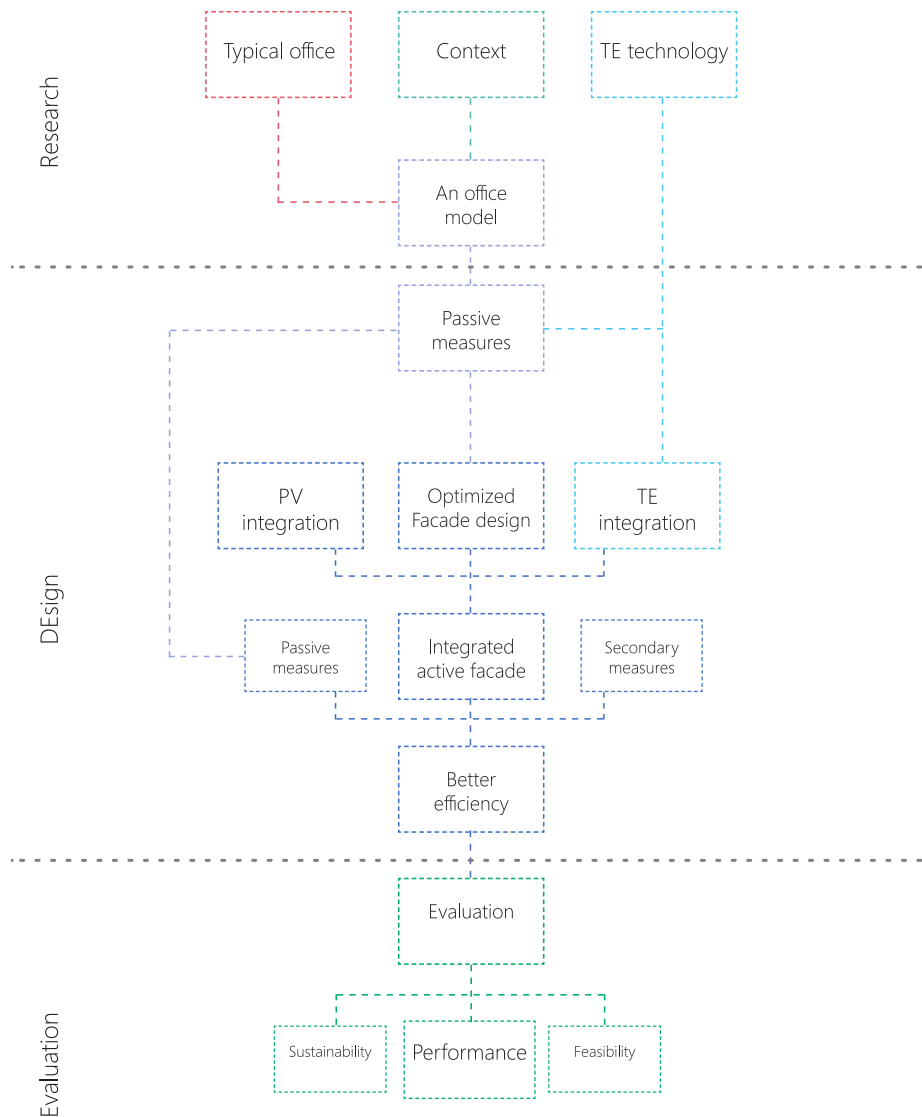 Typical office
Context
TE technology
Research
An office
model
Passive
measures
PV
integration
Optimized
Facade design
TE
integration
DEsign
Passive
measures
Integrated
active facade
Secondary
measures
Better
efficiency
Evaluation
Evaluation
Sustainability
Performance
Feasibility